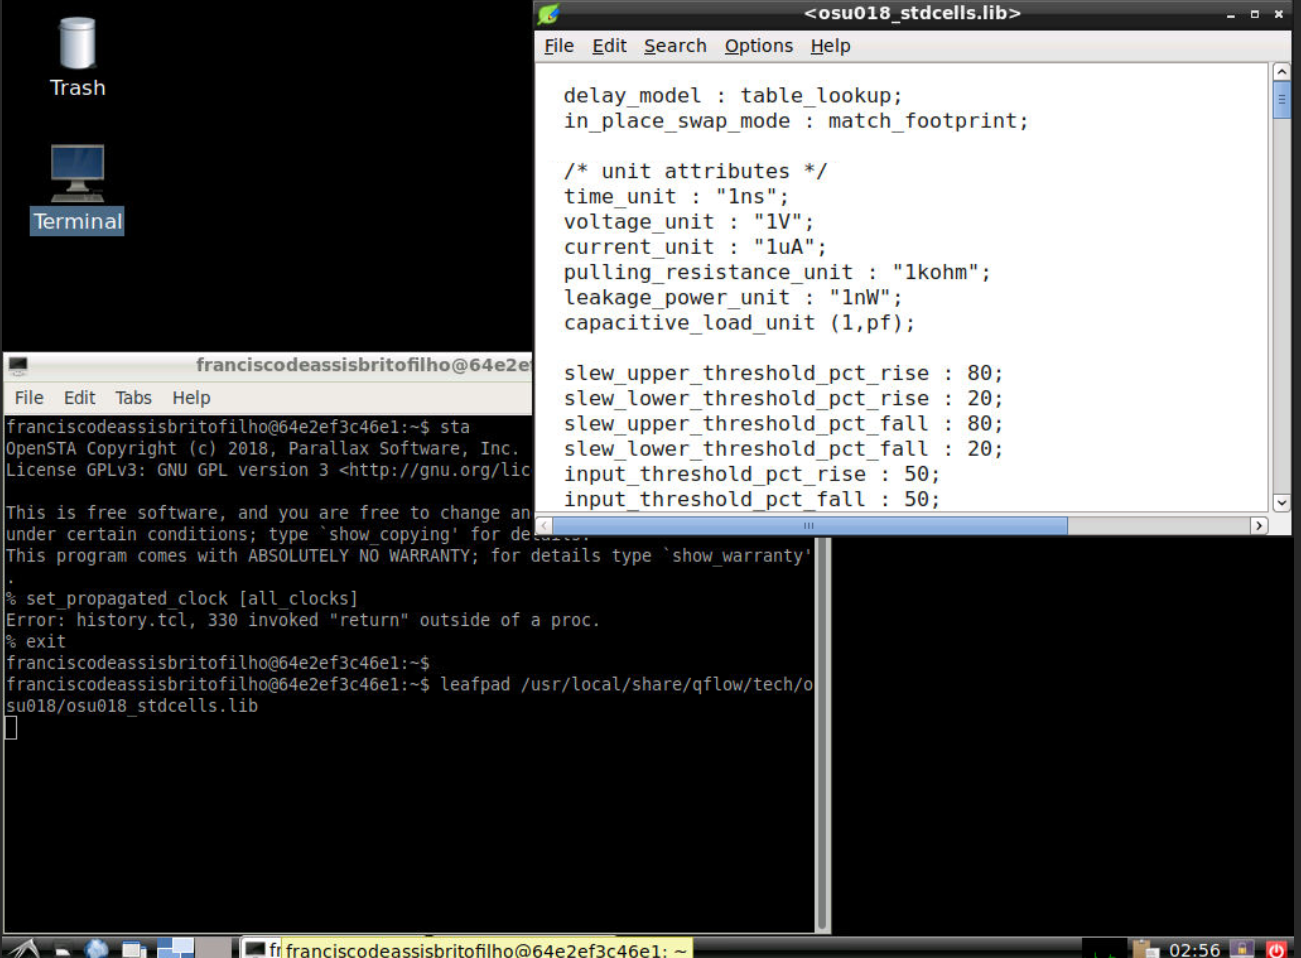 Trash
Terminal
<osu018_stdcells.lib>
File Edit Search Options Help
delay_model : table_lookup;
in_place_swap_mode : match_footprint;
/* unit attributes */
time_unit : "1ns";
voltage_unit : "1V";
current_unit : "1uA";
pulling_resistance_unit : "1kohm";
leakage_power_unit : "1nW";
capacitive_load_unit (1,pf);
slew_upper_threshold_pct_rise : 80;
slew_lower_threshold_pct_rise : 20;
slew_upper_threshold_pct_fall : 80;
slew_lower_threshold_pct_fall : 20;
input_threshold_pct_rise : 50;
input_threshold_pct_fall : 50;
franciscodeassisbritofilho@64e2e
File Edit Tabs Help
franciscodeassisbritofilho@64e2ef3c46e1:~$ sta
OpenSTA Copyright (c) 2018, Parallax Software, Inc.
License GPLv3: GNU GPL version 3 <http://gnu.org/lic
This is free software, and you are free to change an
under certain conditions; type `show_copying' for details.
This program comes with ABSOLUTELY NO WARRANTY; for details type `show_warranty'
.
% set_propagated_clock [all_clocks]
Error: history.tcl, 330 invoked "return" outside of a proc.
% exit
franciscodeassisbritofilho@64e2ef3c46e1:~$
franciscodeassisbritofilho@64e2ef3c46e1:~$ leafpad /usr/local/share/qflow/tech/o
su018/osu018_stdcells.lib
fr
franciscodeassisbritofilho@64e2ef3c46e1: ~
02:56